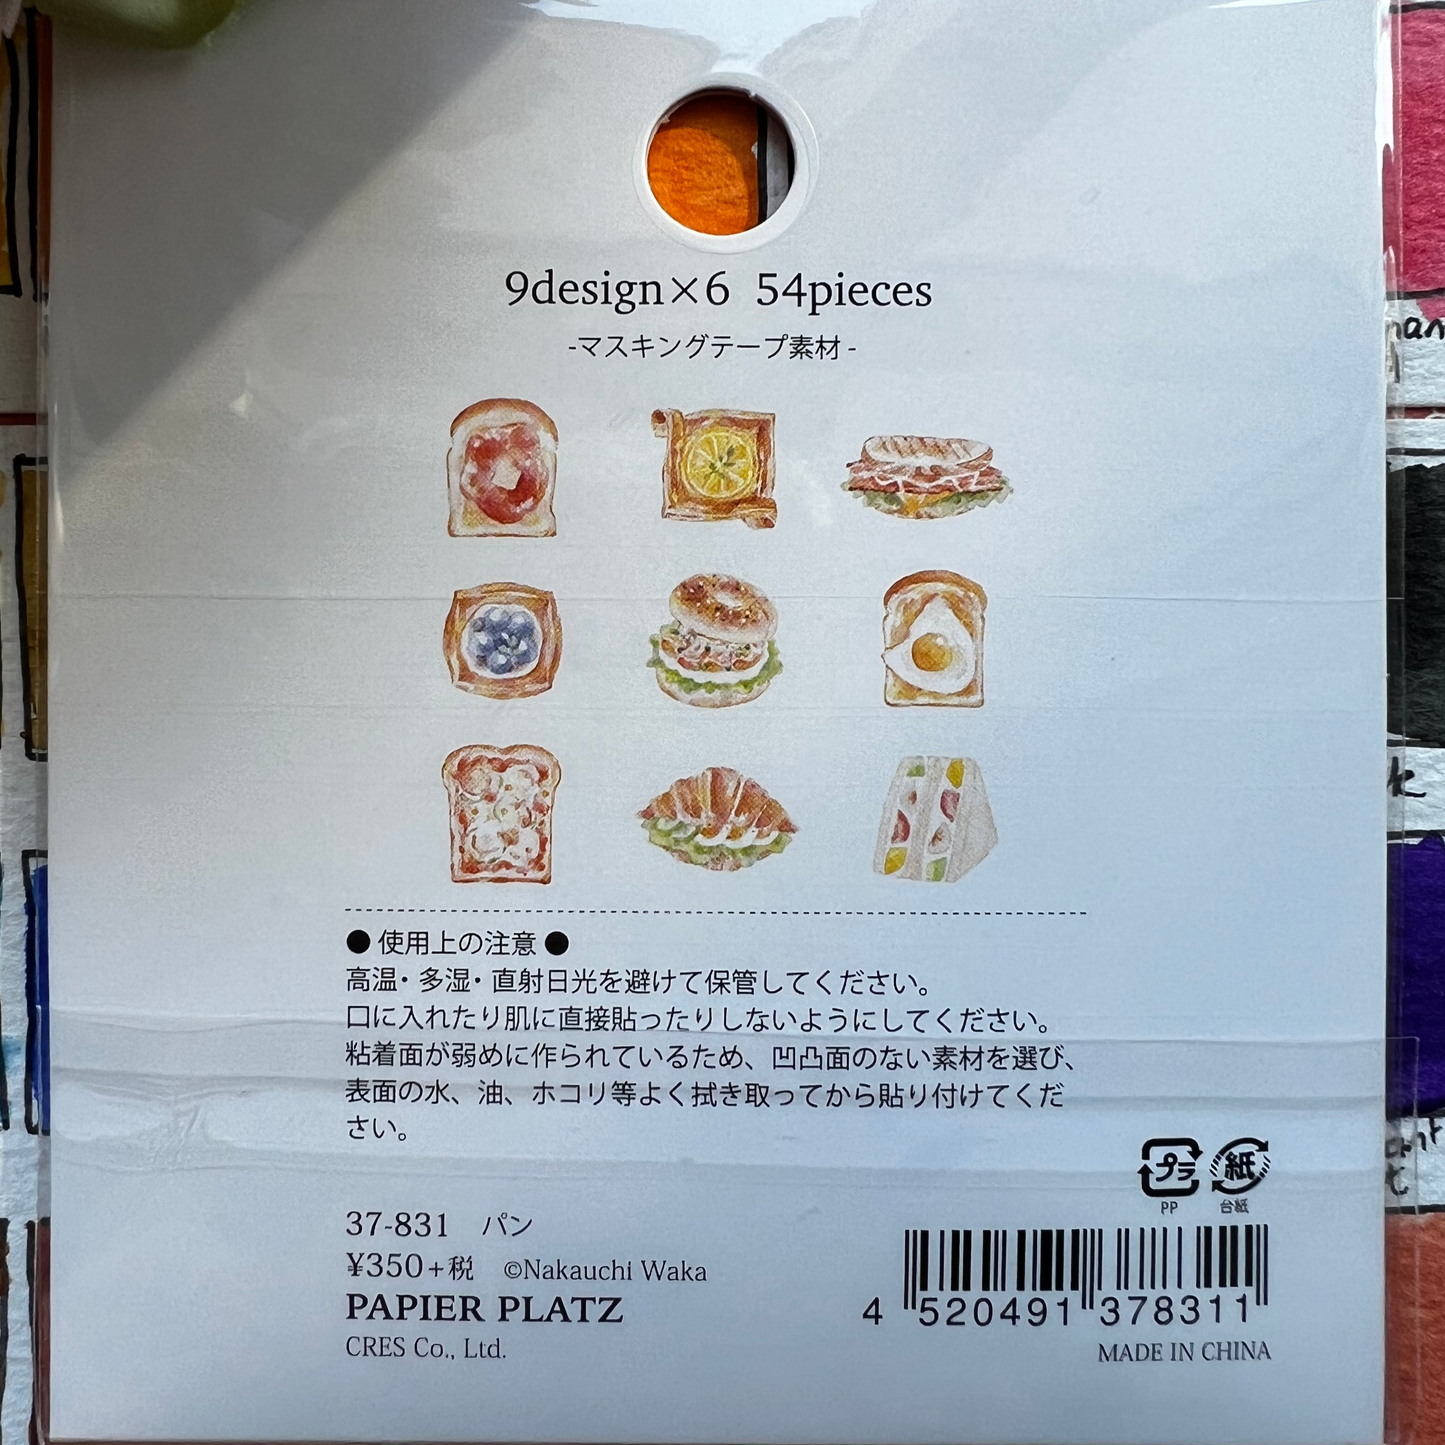 9design×6 54pieces
-マスキングテープ素材-
●使用上の注意●
高温・多湿・直射日光を避けて保管してください。
口に入れたり肌に直接貼ったりしないようにしてください。
粘着面が弱めに作られているため、凹凸面のない素材を選び、
表面の水、油、ホコリ等よく拭き取ってから貼り付けてくだ
さい。
プラ 紙
PP 台紙
37-831 パン
¥350+税 ©Nakauchi Waka
PAPIER PLATZ
CRES Co., Ltd.
4 520491 378311
MADE IN CHINA